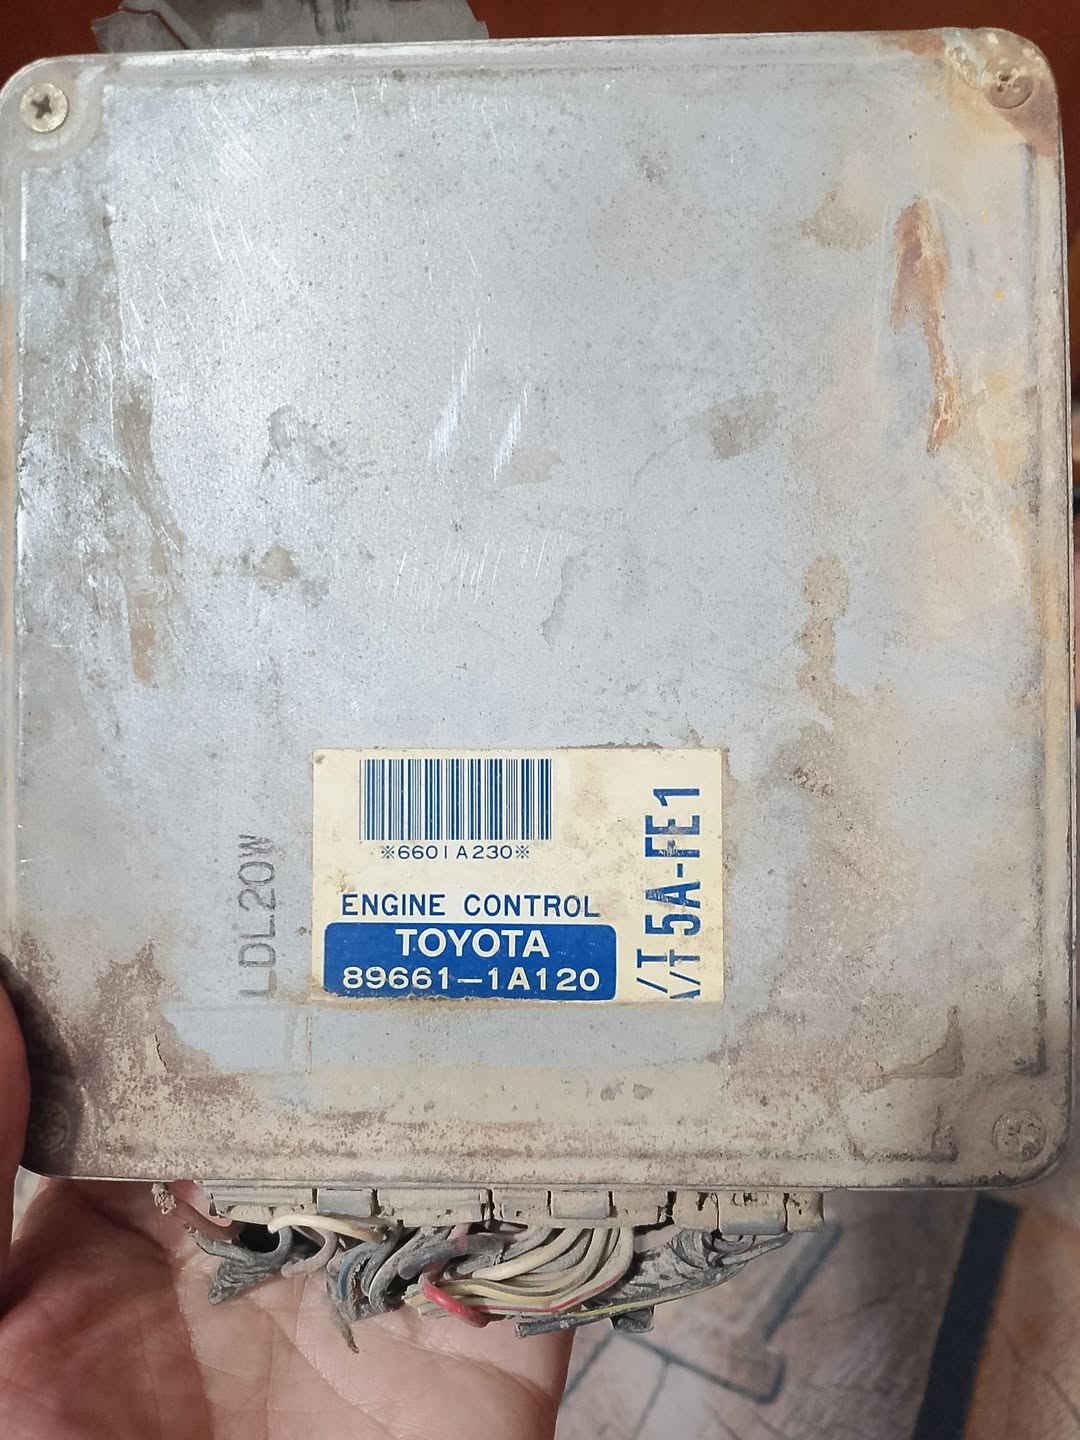 ※6601A230※
ENGINE CONTROL
TOYOTA
89661-1A120
5A-FE1
LDL20W